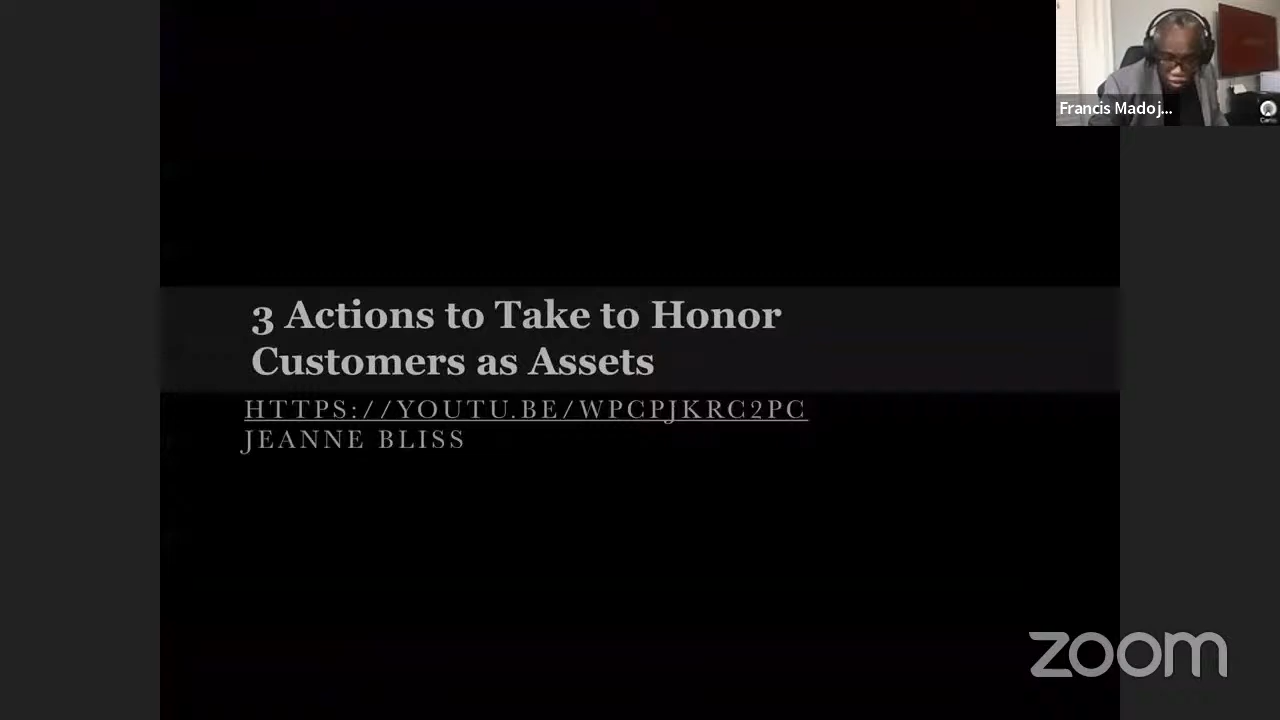 Francis Madoj...
3 Actions to Take to Honor
Customers as Assets
HTTPS://YOUTU.BE/WPCPJKRC2PC
JEANNE BLISS
zoom